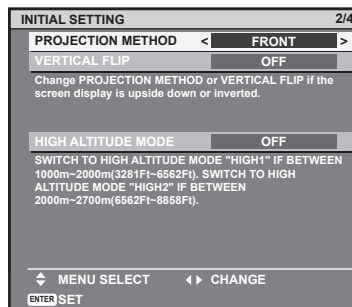 INITIAL SETTING 2/4
PROJECTION METHOD < FRONT >
VERTICAL FLIP OFF
Change PROJECTION METHOD or VERTICAL FLIP if the
screen display is upside down or inverted.
HIGH ALTITUDE MODE OFF
SWITCH TO HIGH ALTITUDE MODE "HIGH1" IF BETWEEN
1000m~2000m(3281Ft~6562Ft). SWITCH TO HIGH
ALTITUDE MODE "HIGH2" IF BETWEEN
2000m~2700m(6562Ft~8858Ft).
MENU SELECT CHANGE
ENTER SET